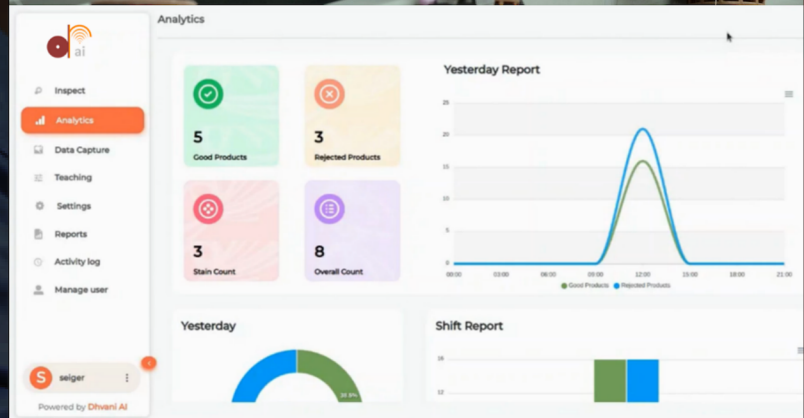 Analytics
ai
Inspect
Analytics
Data Capture
Teaching
Settings
Reports
Activity log
Manage user
S seiger
Powered by Dhvani AI
5
Good Products
3
Rejected Products
3
Stain Count
8
Overall Count
Yesterday Report
25
20
15
10
5
0
00:00 03:00 06:00 09:00 12:00 15:00 18:00 21:00
Good Products Rejected Products
Yesterday
Shift Report
16
12